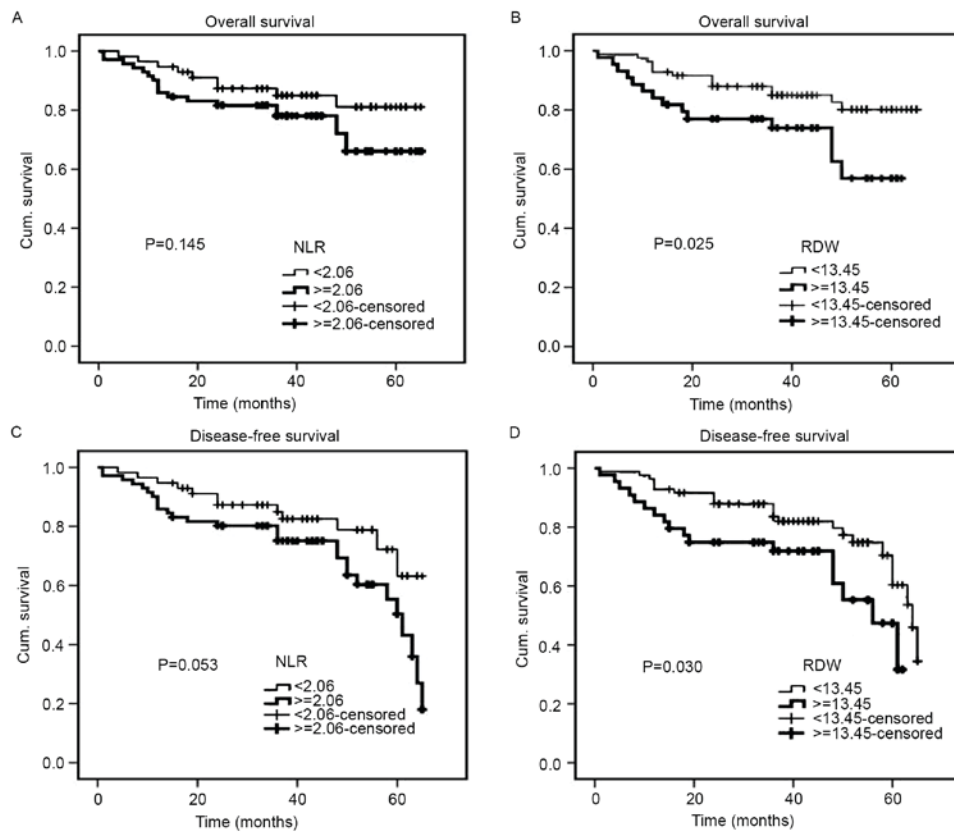 A
Overall survival
1.0
0.8
0.6
0.4
0.2
0.0
Cum. survival
P=0.145
NLR
<2.06
>=2.06
<2.06-censored
>=2.06-censored
0
20
40
60
Time (months)
B
Overall survival
1.0
0.8
0.6
0.4
0.2
0.0
Cum. survival
P=0.025
RDW
<13.45
>=13.45
<13.45-censored
>=13.45-censored
0
20
40
60
Time (months)
C
Disease-free survival
1.0
0.8
0.6
0.4
0.2
0.0
Cum. survival
P=0.053
NLR
<2.06
>=2.06
<2.06-censored
>=2.06-censored
0
20
40
60
Time (months)
D
Disease-free survival
1.0
0.8
0.6
0.4
0.2
0.0
Cum. survival
P=0.030
RDW
<13.45
>=13.45
<13.45-censored
>=13.45-censored
0
20
40
60
Time (months)